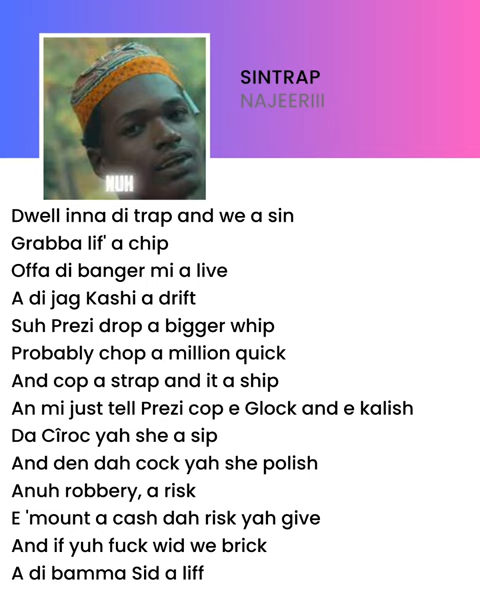 SINTRAP
NAJEERIII
NUH
Dwell inna di trap and we a sin
Grabba lif' a chip
Offa di banger mi a live
A di jag Kashi a drift
Suh Prezi drop a bigger whip
Probably chop a million quick
And cop a strap and it a ship
An mi just tell Prezi cop e Glock and e kalish
Da Cîroc yah she a sip
And den dah cock yah she polish
Anuh robbery, a risk
E 'mount a cash dah risk yah give
And if yuh fuck wid we brick
A di bamma Sid a liff